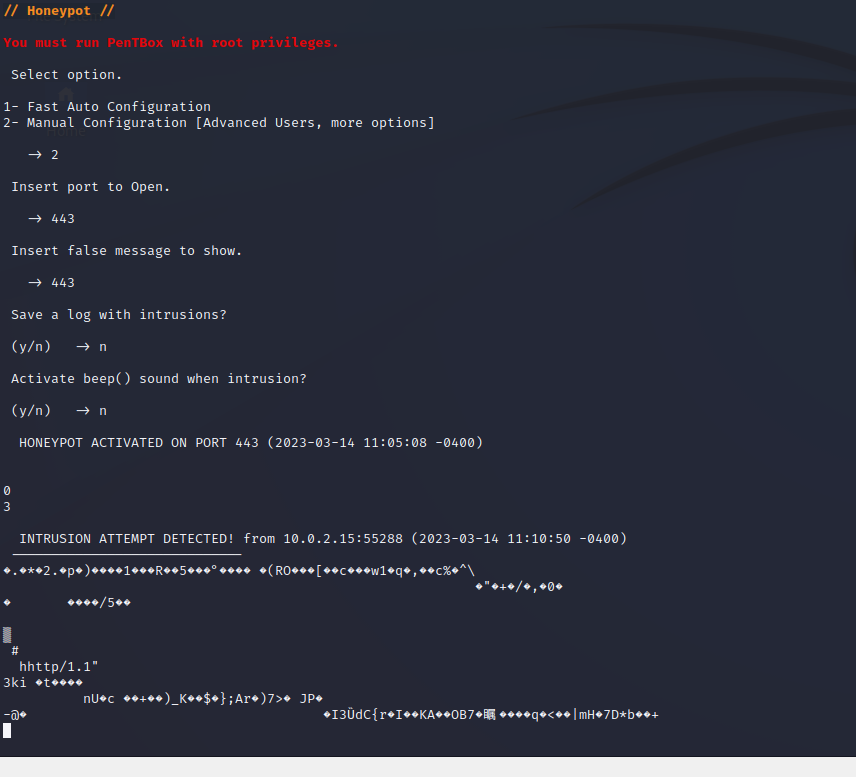 // Honeypot //
You must run PenTBox with root privileges.
Select option.
1- Fast Auto Configuration
2- Manual Configuration [Advanced Users, more options]
→ 2
Insert port to Open.
→ 443
Insert false message to show.
→ 443
Save a log with intrusions?
(y/n) → n
Activate beep() sound when intrusion?
(y/n) → n
HONEYPOT ACTIVATED ON PORT 443 (2023-03-14 11:05:08 -0400)
0
3
INTRUSION ATTEMPT DETECTED! from 10.0.2.15:55288 (2023-03-14 11:10:50 -0400)
�.�*�2.�p�)����1���R��5���°���� �(RO���[��c���w1�q�,��c%�^\
�"�+�/�,�0�
� ����/5��
▒
#
hhttp/1.1"
3ki �t����
nU�c ��+��)_K��$�};Ar�)7>� JP�
-@� �I3ÜdC{r�I��KA��OB7�瞩����q�<��|mH�7D*b��+